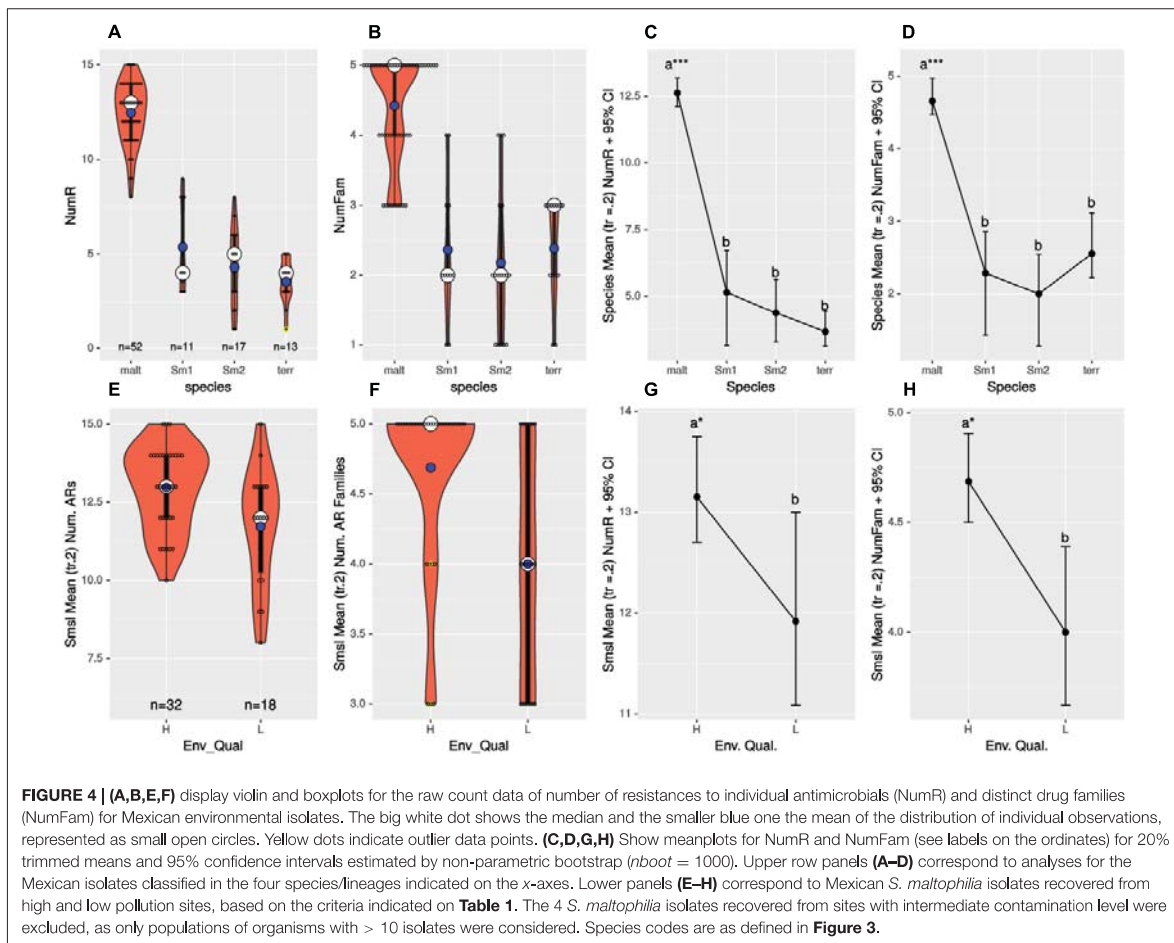 A
NumR
15
10
5
0
n=52
n=11
n=17
n=13
malt
Sm1
Sm2
terr
species
B
NumFam
5
4
3
2
1
malt
Sm1
Sm2
terr
species
C
Species Mean (tr =.2) NumR + 95% CI
12.5
10.0
7.5
5.0
a***
b
b
b
malt
Sm1
Sm2
terr
Species
D
Species Mean (tr =.2) NumFam + 95% CI
5
4
3
2
a***
b
b
b
malt
Sm1
Sm2
terr
Species
E
Smsl Mean (tr.2) Num. ARs
15.0
12.5
10.0
7.5
n=32
n=18
H
L
Env_Qual
F
Smsl Mean (tr.2) Num. AR Families
5.0
4.5
4.0
3.5
3.0
H
L
Env_Qual
G
Smsl Mean (tr =.2) NumR + 95% CI
14
13
12
11
a*
b
H
L
Env. Qual.
H
Smsl Mean (tr =.2) NumFam + 95% CI
5.0
4.5
4.0
a*
b
H
L
Env. Qual.
FIGURE 4 | (A,B,E,F) display violin and boxplots for the raw count data of number of resistances to individual antimicrobials (NumR) and distinct drug families
(NumFam) for Mexican environmental isolates. The big white dot shows the median and the smaller blue one the mean of the distribution of individual observations,
represented as small open circles. Yellow dots indicate outlier data points. (C,D,G,H) Show meanplots for NumR and NumFam (see labels on the ordinates) for 20%
trimmed means and 95% confidence intervals estimated by non-parametric bootstrap (nboot = 1000). Upper row panels (A–D) correspond to analyses for the
Mexican isolates classified in the four species/lineages indicated on the x-axes. Lower panels (E–H) correspond to Mexican S. maltophilia isolates recovered from
high and low pollution sites, based on the criteria indicated on Table 1. The 4 S. maltophilia isolates recovered from sites with intermediate contamination level were
excluded, as only populations of organisms with > 10 isolates were considered. Species codes are as defined in Figure 3.